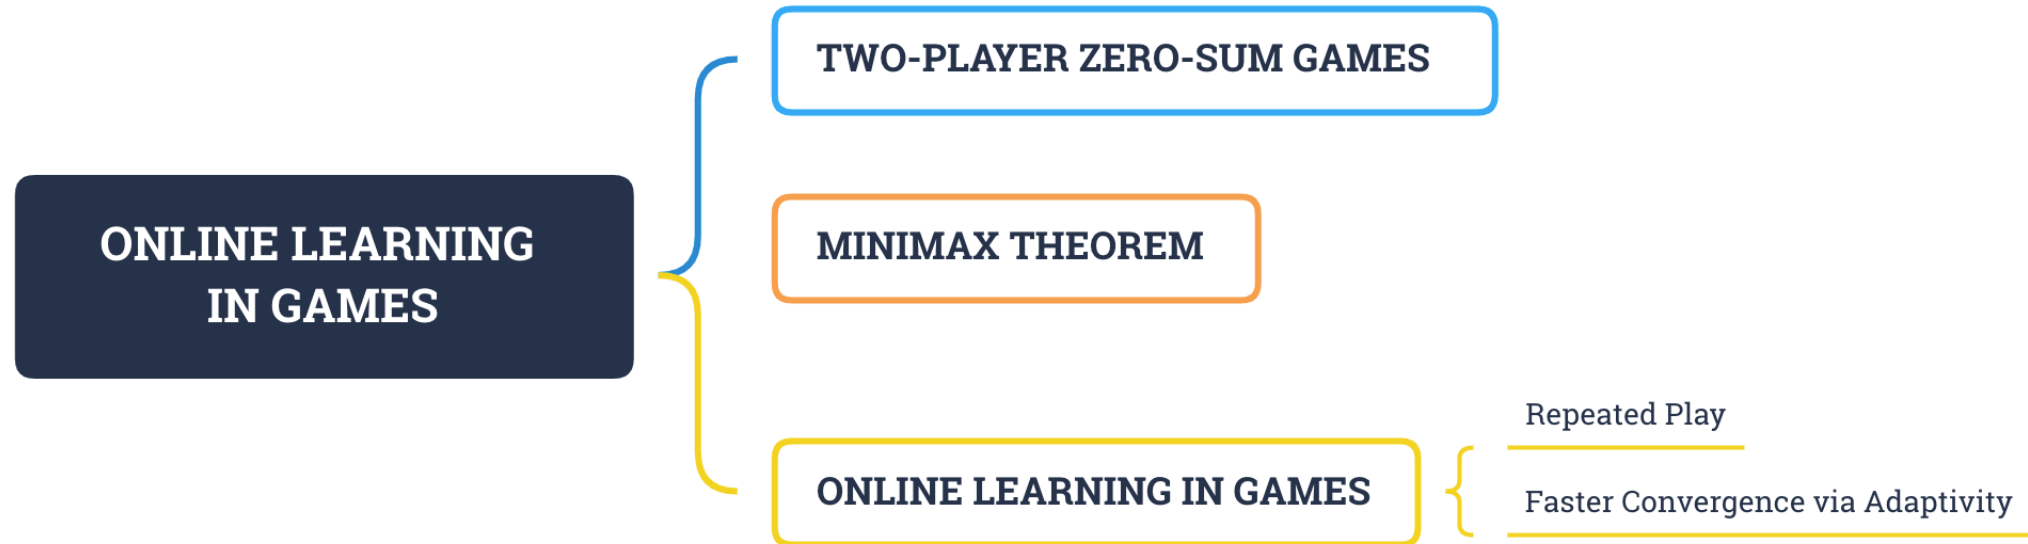 ONLINE LEARNING
IN GAMES
TWO-PLAYER ZERO-SUM GAMES
MINIMAX THEOREM
ONLINE LEARNING IN GAMES
Repeated Play
Faster Convergence via Adaptivity